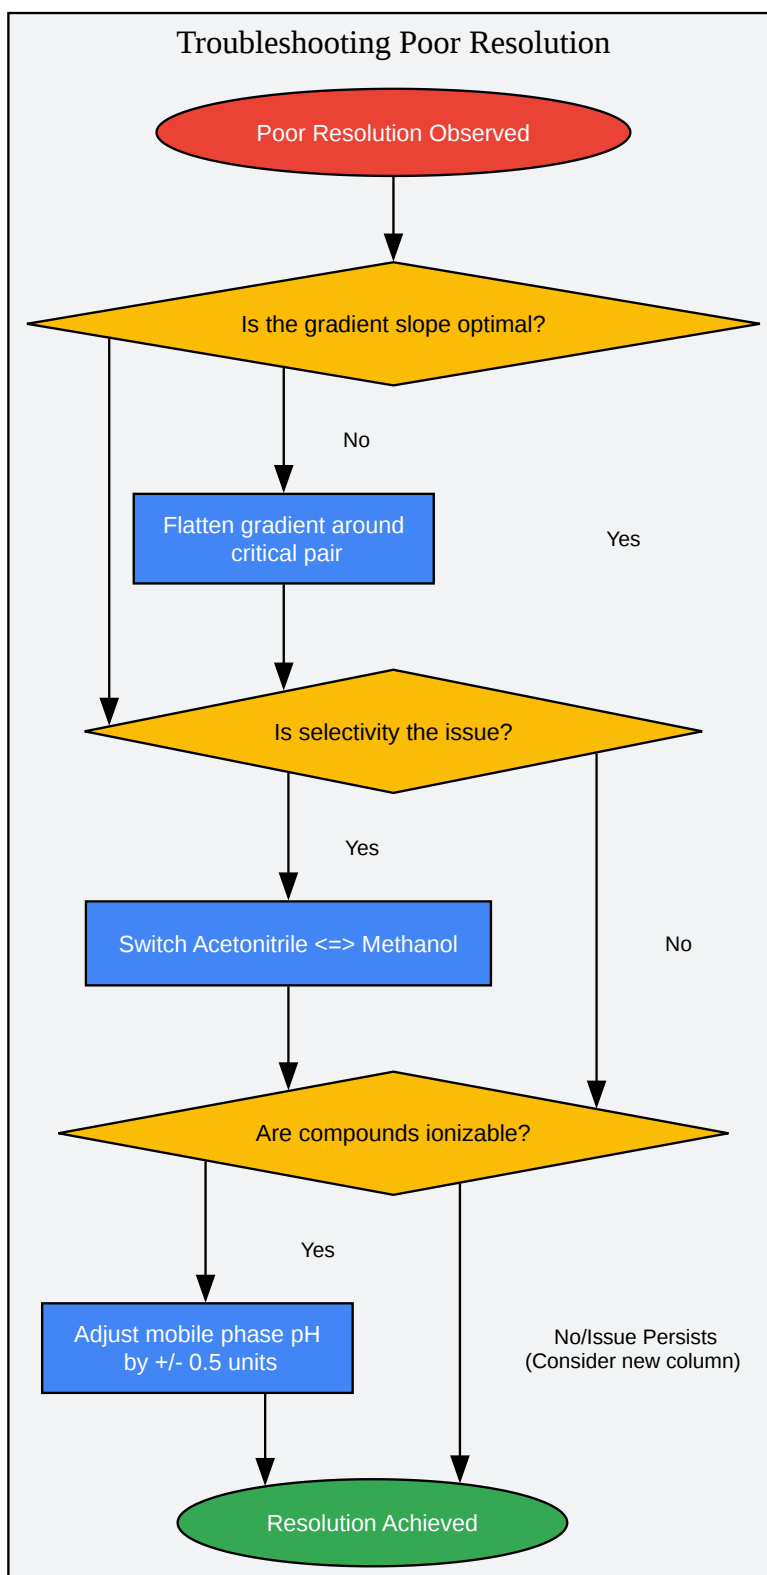 Troubleshooting Poor Resolution
Poor Resolution Observed
Is the gradient slope optimal?
No
Flatten gradient around
critical pair
Yes
Is selectivity the issue?
Yes
Switch Acetonitrile <=> Methanol
No
Are compounds ionizable?
Yes
Adjust mobile phase pH
by +/- 0.5 units
No/Issue Persists
(Consider new column)
Resolution Achieved